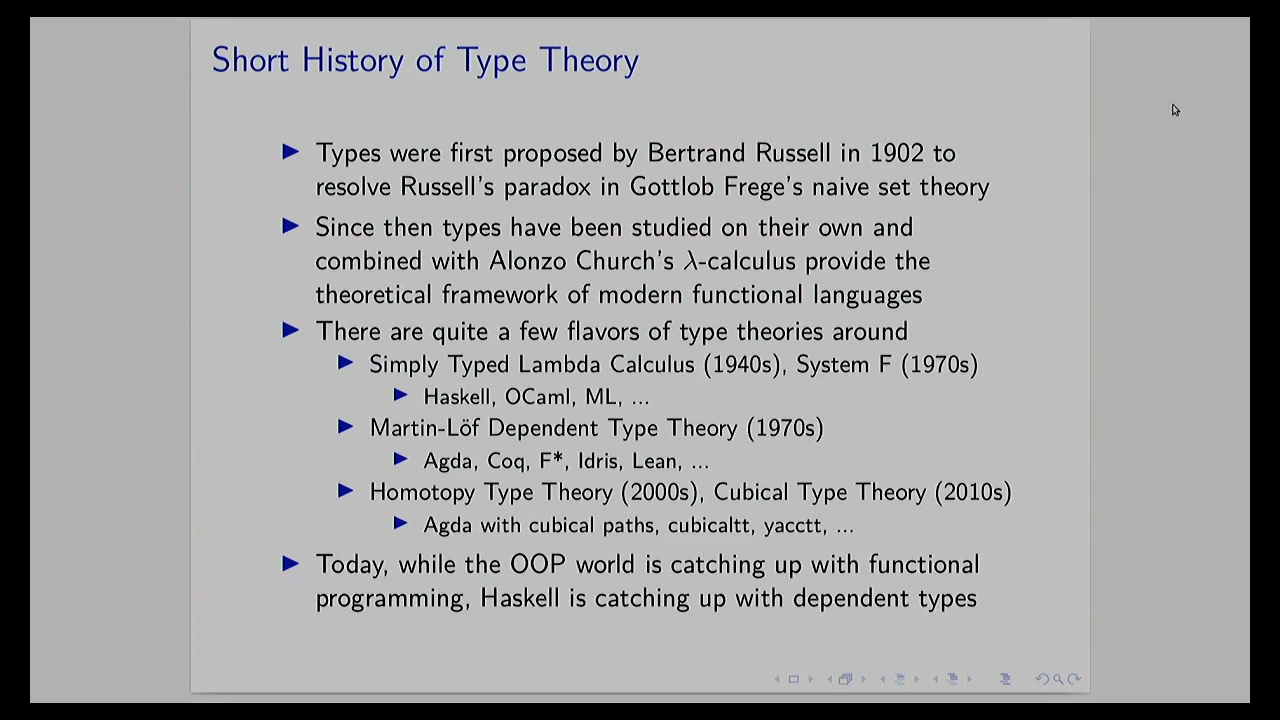 Short History of Type Theory
Types were first proposed by Bertrand Russell in 1902 to
resolve Russell's paradox in Gottlob Frege's naive set theory
Since then types have been studied on their own and
combined with Alonzo Church's λ-calculus provide the
theoretical framework of modern functional languages
There are quite a few flavors of type theories around
Simply Typed Lambda Calculus (1940s), System F (1970s)
Haskell, OCaml, ML, ...
Martin-Löf Dependent Type Theory (1970s)
Agda, Coq, F*, Idris, Lean, ...
Homotopy Type Theory (2000s), Cubical Type Theory (2010s)
Agda with cubical paths, cubicaltt, yacctt, ...
Today, while the OOP world is catching up with functional
programming, Haskell is catching up with dependent types